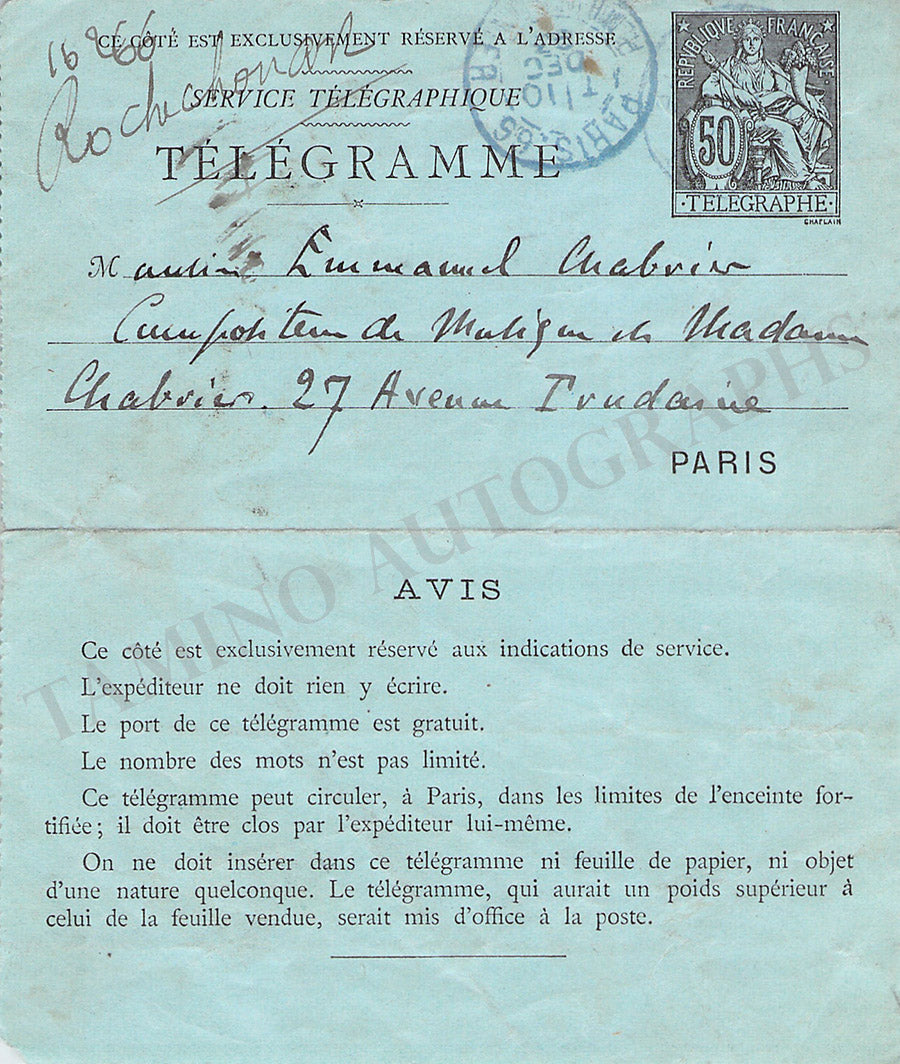 16 266
CE CÔTÉ EST EXCLUSIVEMENT RÉSERVÉ A L'ADRESSE
Rochechouart
SERVICE TÉLÉGRAPHIQUE
TÉLÉGRAMME
PARIS
DEC
RÉPUBLIQUE FRANÇAISE
50
TELEGRAPHE
CHAPLAIN
Monsieur Emmanuel Chabrier
Compositeur de Musique et Madame
Chabrier. 27 Avenue Trudaine
PARIS
AVIS
Ce côté est exclusivement réservé aux indications de service.
L'expéditeur ne doit rien y écrire.
Le port de ce télégramme est gratuit.
Le nombre des mots n'est pas limité.
Ce télégramme peut circuler, à Paris, dans les limites de l'enceinte for-
tifiée; il doit être clos par l'expéditeur lui-même.
On ne doit insérer dans ce télégramme ni feuille de papier, ni objet
d'une nature quelconque. Le télégramme, qui aurait un poids supérieur à
celui de la feuille vendue, serait mis d'office à la poste.
TAMINO AUTOGRAPHS